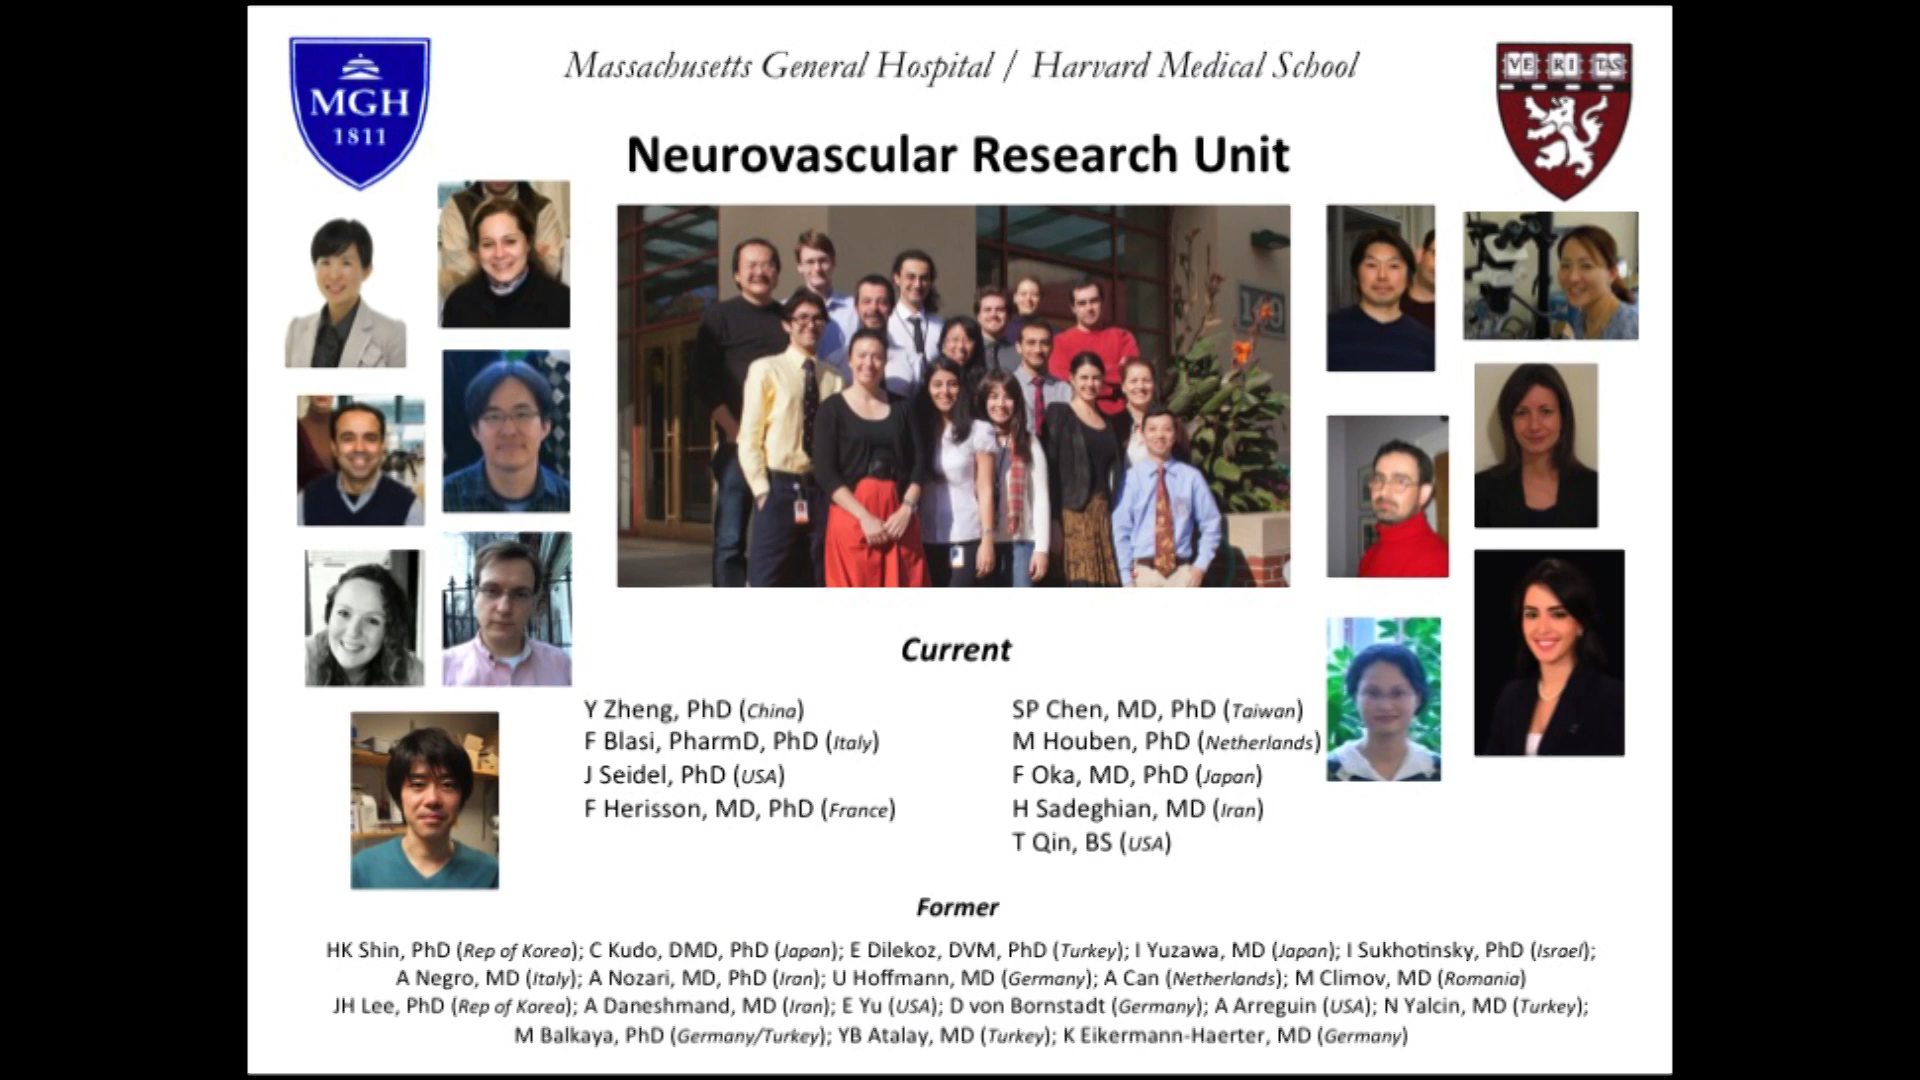 Massachusetts General Hospital / Harvard Medical School
MGH
1811
VE RI TAS
Neurovascular Research Unit
149
Current
Y Zheng, PhD (China)
F Blasi, PharmD, PhD (Italy)
J Seidel, PhD (USA)
F Herisson, MD, PhD (France)
SP Chen, MD, PhD (Taiwan)
M Houben, PhD (Netherlands)
F Oka, MD, PhD (Japan)
H Sadeghian, MD (Iran)
T Qin, BS (USA)
Former
HK Shin, PhD (Rep of Korea); C Kudo, DMD, PhD (Japan); E Dilekoz, DVM, PhD (Turkey); I Yuzawa, MD (Japan); I Sukhotinsky, PhD (Israel);
A Negro, MD (Italy); A Nozari, MD, PhD (Iran); U Hoffmann, MD (Germany); A Can (Netherlands); M Climov, MD (Romania)
JH Lee, PhD (Rep of Korea); A Daneshmand, MD (Iran); E Yu (USA); D von Bornstadt (Germany); A Arreguin (USA); N Yalcin, MD (Turkey);
M Balkaya, PhD (Germany/Turkey); YB Atalay, MD (Turkey); K Eikermann-Haerter, MD (Germany)